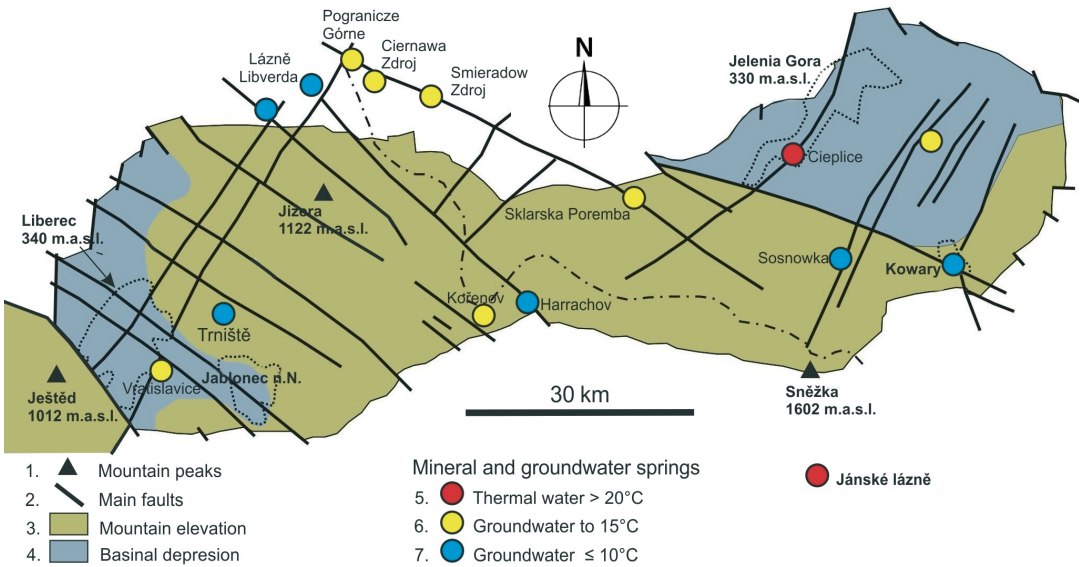 Pogranicze
Górne
Ciernawa
Zdroj
Lázně
Libverda
Smieradow
Zdroj
N
Jelenia Gora
330 m.a.s.l.
Cieplice
Jizera
1122 m.a.s.l.
Sklarska Poremba
Liberec
340 m.a.s.l.
Sosnowka
Kowary
Kořenov
Harrachov
Trniště
Vratislavice
Jablonec n.N.
Ještěd
1012 m.a.s.l.
30 km
Sněžka
1602 m.a.s.l.
1. Mountain peaks
2. Main faults
3. Mountain elevation
4. Basinal depresion
Mineral and groundwater springs
5. Thermal water > 20°C
6. Groundwater to 15°C
7. Groundwater ≤ 10°C
Jánské lázně